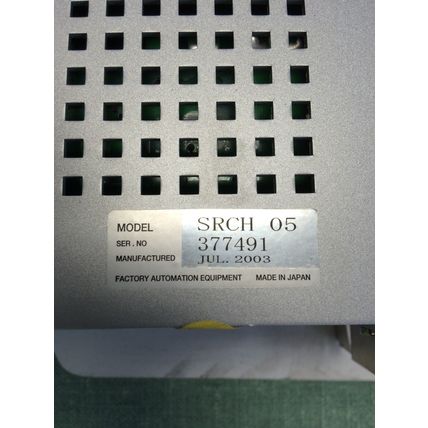 MODEL SRCH 05
SER. NO 377491
MANUFACTURED JUL. 2003
FACTORY AUTOMATION EQUIPMENT MADE IN JAPAN